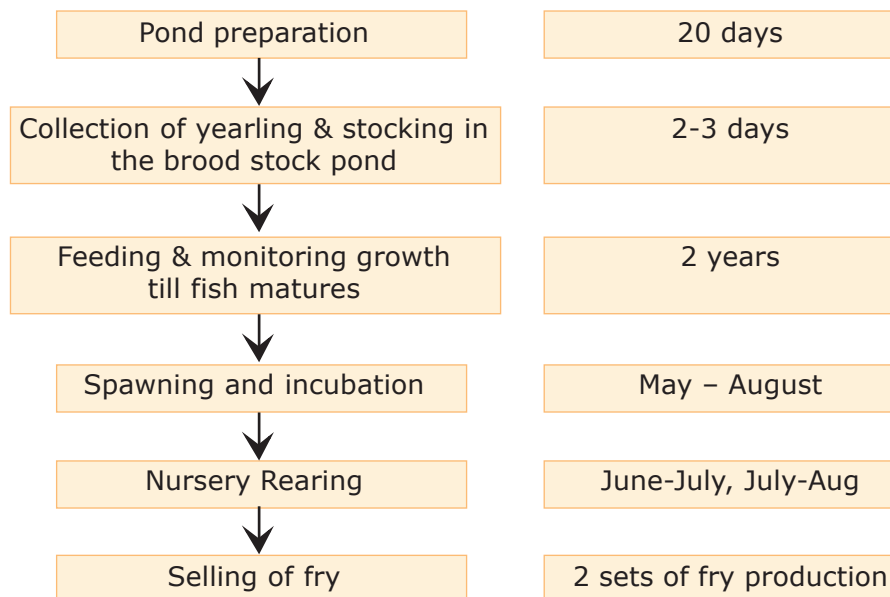 Pond preparation
20 days
Collection of yearling & stocking in
the brood stock pond
2-3 days
Feeding & monitoring growth
till fish matures
2 years
Spawning and incubation
May – August
Nursery Rearing
June-July, July-Aug
Selling of fry
2 sets of fry production